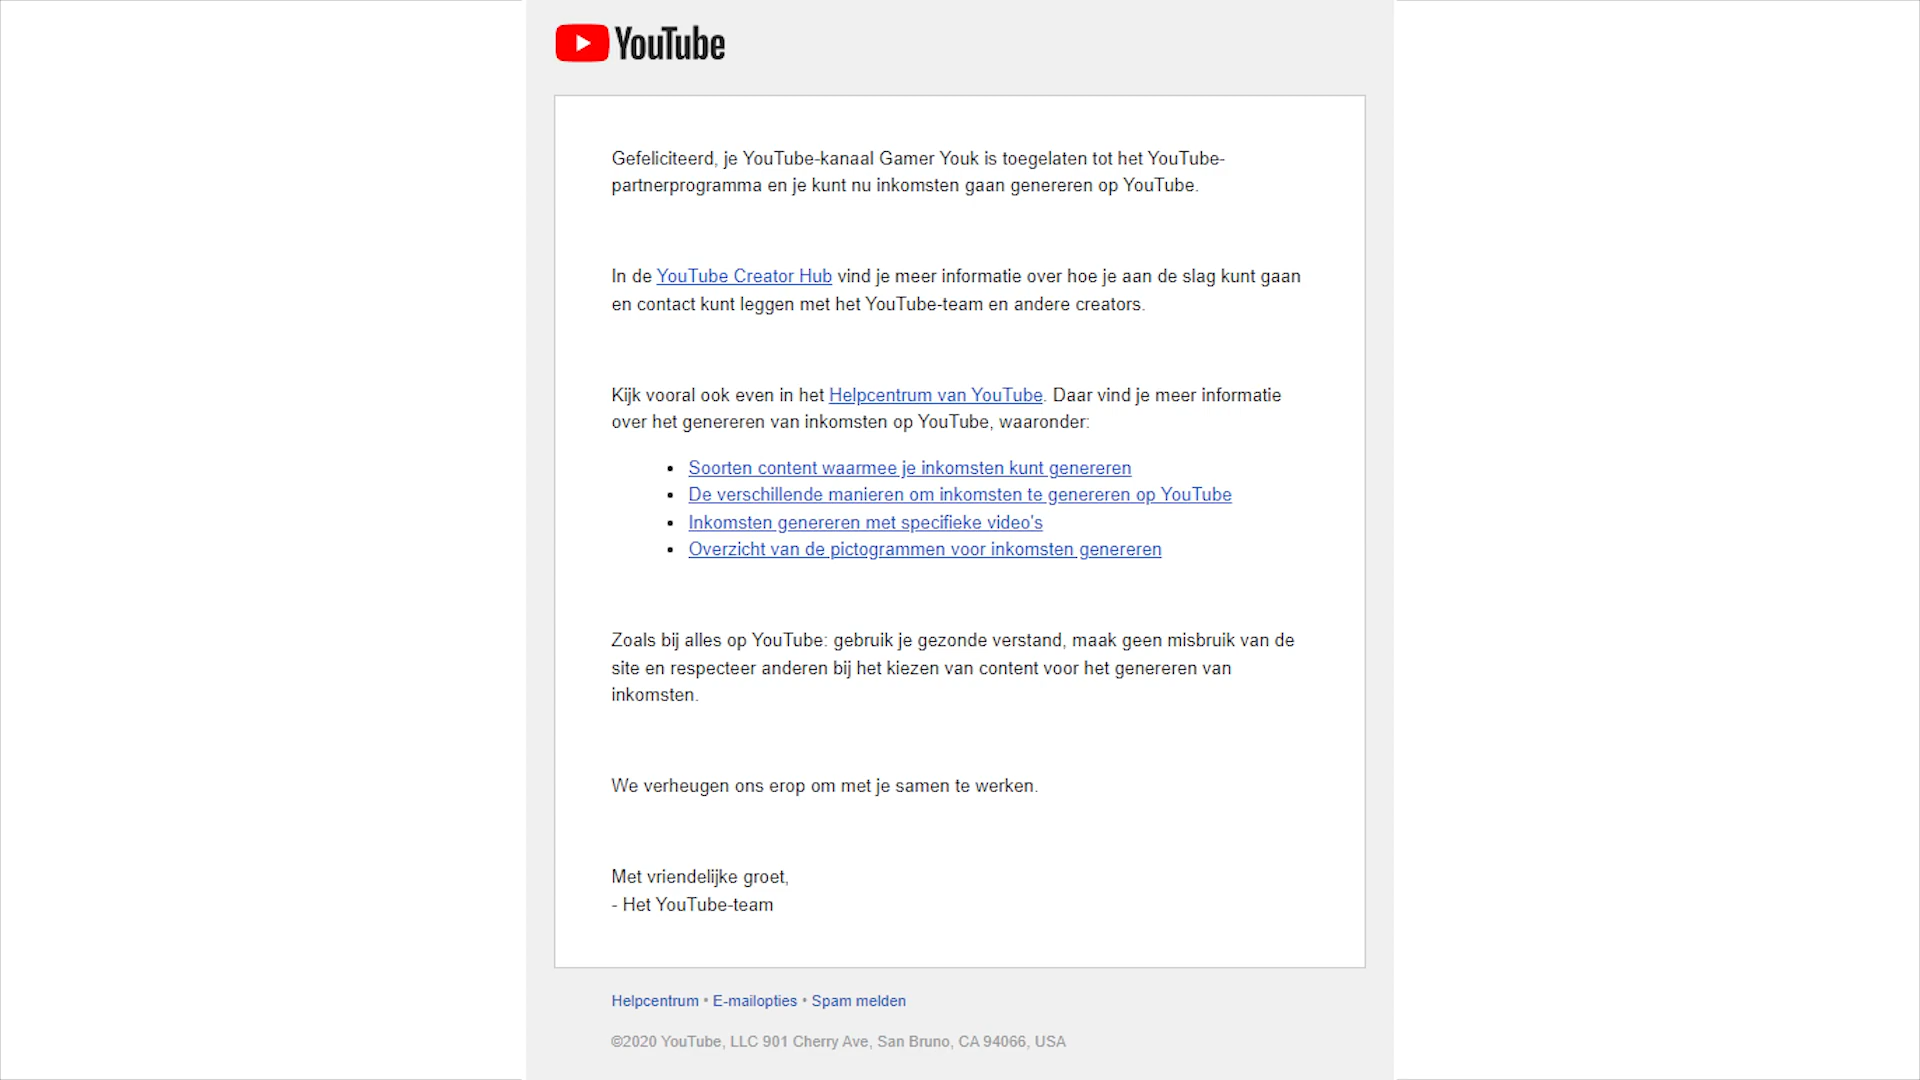 YouTube
Gefeliciteerd, je YouTube-kanaal Gamer Youk is toegelaten tot het YouTube-
partnerprogramma en je kunt nu inkomsten gaan genereren op YouTube.
In de YouTube Creator Hub vind je meer informatie over hoe je aan de slag kunt gaan
en contact kunt leggen met het YouTube-team en andere creators.
Kijk vooral ook even in het Helpcentrum van YouTube. Daar vind je meer informatie
over het genereren van inkomsten op YouTube, waaronder:
• Soorten content waarmee je inkomsten kunt genereren
• De verschillende manieren om inkomsten te genereren op YouTube
• Inkomsten genereren met specifieke video's
• Overzicht van de pictogrammen voor inkomsten genereren
Zoals bij alles op YouTube: gebruik je gezonde verstand, maak geen misbruik van de
site en respecteer anderen bij het kiezen van content voor het genereren van
inkomsten.
We verheugen ons erop om met je samen te werken.
Met vriendelijke groet,
- Het YouTube-team
Helpcentrum • E-mailopties • Spam melden
©2020 YouTube, LLC 901 Cherry Ave, San Bruno, CA 94066, USA